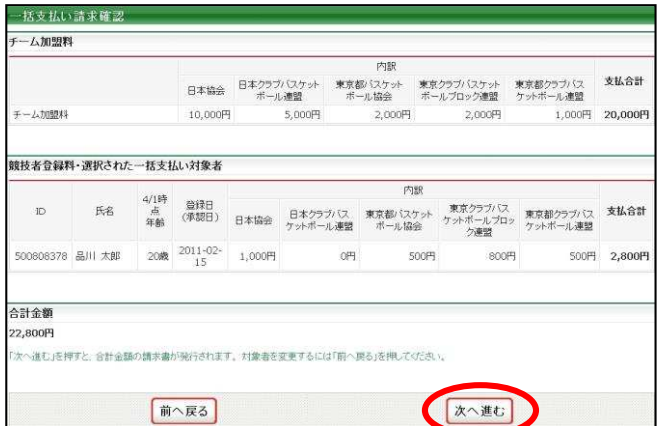 一括支払い請求確認
チーム加盟料
内訳
支払合計
日本協会
日本クラブバスケットボール連盟
東京都バスケットボール協会
東京クラブバスケットボールブロック連盟
東京都クラブバスケットボール連盟
チーム加盟料 10,000円 5,000円 2,000円 2,000円 1,000円 20,000円
競技者登録料・選択された一括支払い対象者
ID
氏名
4/1時点年齢
登録日(承認日)
内訳
支払合計
日本協会
日本クラブバスケットボール連盟
東京都バスケットボール協会
東京クラブバスケットボールブロック連盟
東京都クラブバスケットボール連盟
500808378 品川 太郎 20歳 2011-02-15 1,000円 0円 500円 800円 500円 2,800円
合計金額
22,800円
「次へ進む」を押すと、合計金額の請求書が発行されます。対象者を変更するには「前へ戻る」を押してください。
前へ戻る 次へ進む